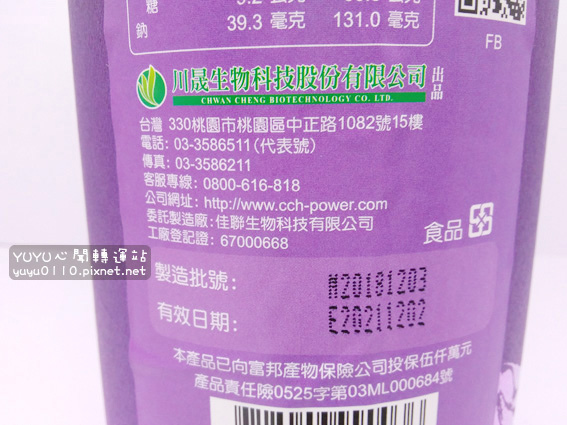 糖
鈉 39.3 毫克 131.0 毫克
FB
川晟生物科技股份有限公司 出品
CHWAN CHENG BIOTECHNOLOGY CO. LTD.
台灣 330桃園市桃園區中正路1082號15樓
電話: 03-3586511(代表號)
傳真: 03-3586211
客服專線: 0800-616-818
公司網址: http://www.cch-power.com
委託製造廠:佳聯生物科技有限公司
工廠登記證: 67000668
食品
YUYU心聞轉運站
yuyu0110.pixnet.net
製造批號: M20181203
有效日期: E20211202
本產品已向富邦產物保險公司投保伍仟萬元
產品責任險0525字第03ML000684號